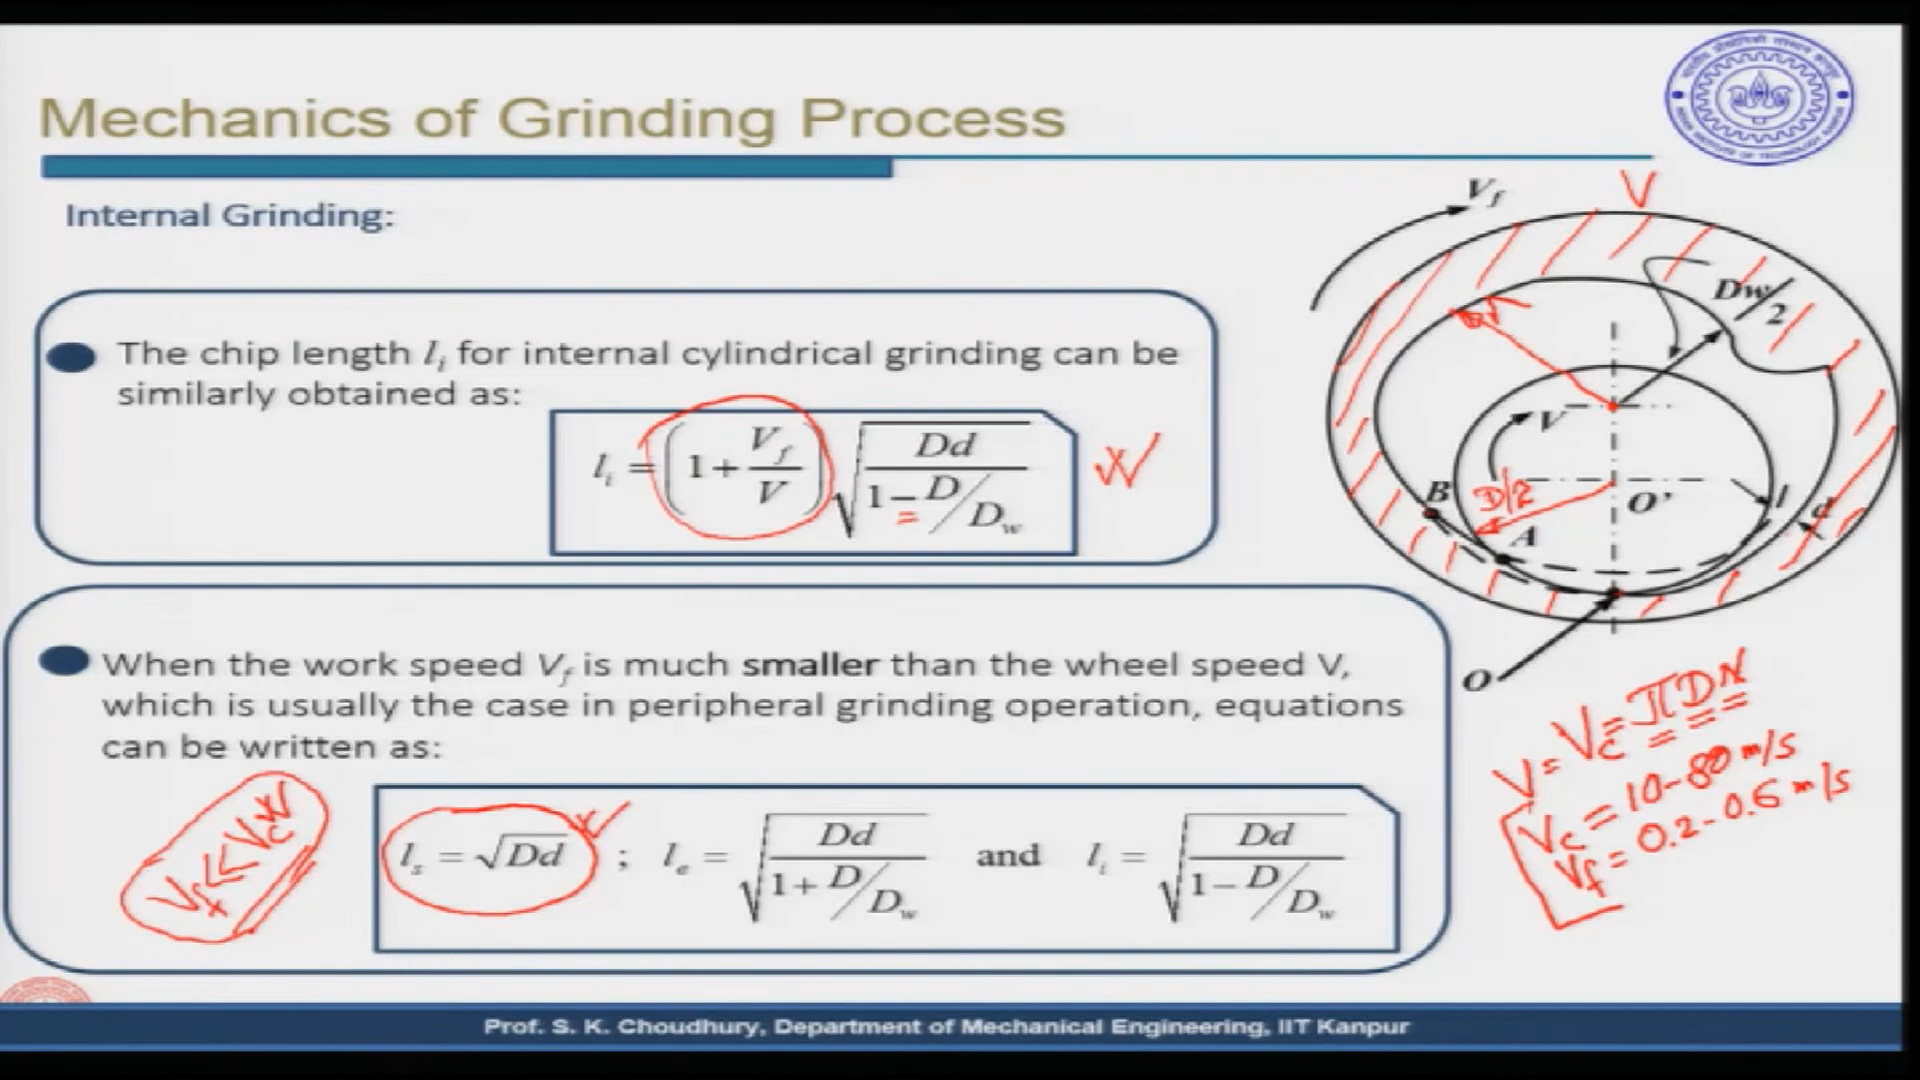 Mechanics of Grinding Process
Internal Grinding:
The chip length lᵢ for internal cylindrical grinding can be
similarly obtained as:
lᵢ = (1 + V_f / V) √(Dd / (1 − D/D_w))
When the work speed V_f is much smaller than the wheel speed V,
which is usually the case in peripheral grinding operation, equations
can be written as:
V_f << V_c
l_s = √Dd ; l_e = √(Dd / (1 + D/D_w)) and lᵢ = √(Dd / (1 − D/D_w))
V_f
V
Dw/2
V
B
D/2
O'
l
d
A
O
V = V_c = πDN
V_c = 10-80 m/s
V_f = 0.2-0.6 m/s
Prof. S. K. Choudhury, Department of Mechanical Engineering, IIT Kanpur